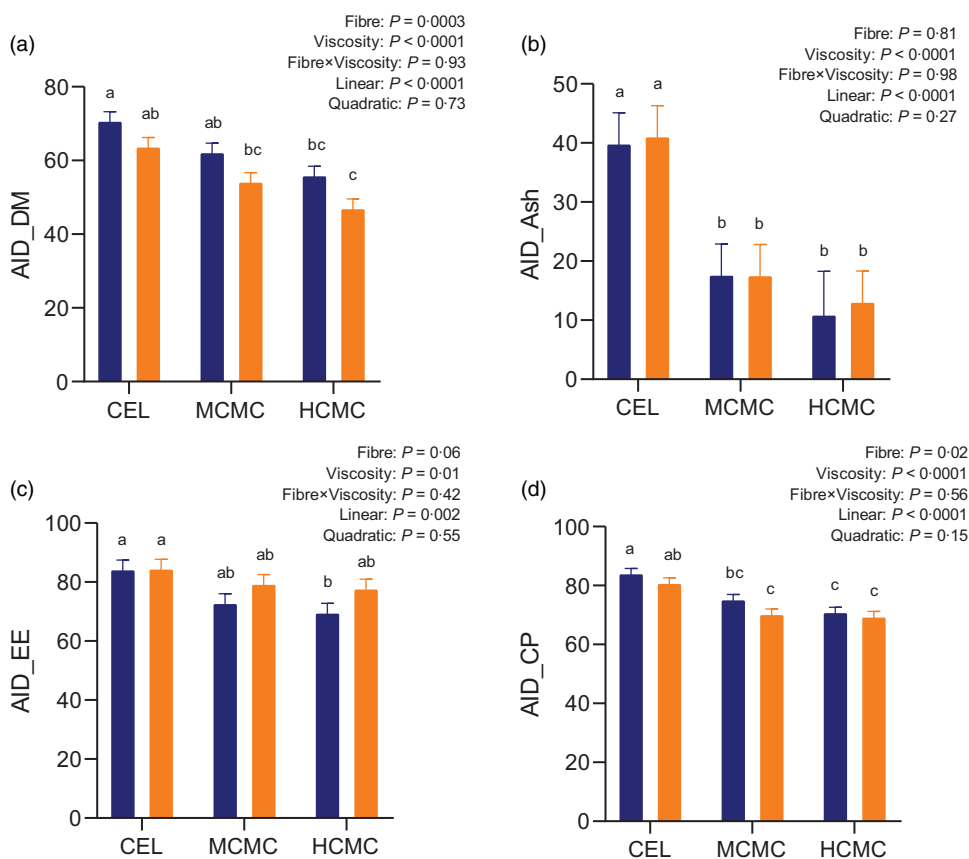 (a)
Fibre: P = 0·0003
Viscosity: P < 0·0001
Fibre×Viscosity: P = 0·93
Linear: P < 0·0001
Quadratic: P = 0·73
AID_DM
80
60
40
20
0
a
ab
ab
bc
bc
c
CEL
MCMC
HCMC
(b)
Fibre: P = 0·81
Viscosity: P < 0·0001
Fibre×Viscosity: P = 0·98
Linear: P < 0·0001
Quadratic: P = 0·27
AID_Ash
50
40
30
20
10
0
a
a
b
b
b
b
CEL
MCMC
HCMC
(c)
Fibre: P = 0·06
Viscosity: P = 0·01
Fibre×Viscosity: P = 0·42
Linear: P = 0·002
Quadratic: P = 0·55
AID_EE
100
80
60
40
20
0
a
a
ab
ab
b
ab
CEL
MCMC
HCMC
(d)
Fibre: P = 0·02
Viscosity: P < 0·0001
Fibre×Viscosity: P = 0·56
Linear: P < 0·0001
Quadratic: P = 0·15
AID_CP
100
80
60
40
20
0
a
ab
bc
c
c
c
CEL
MCMC
HCMC